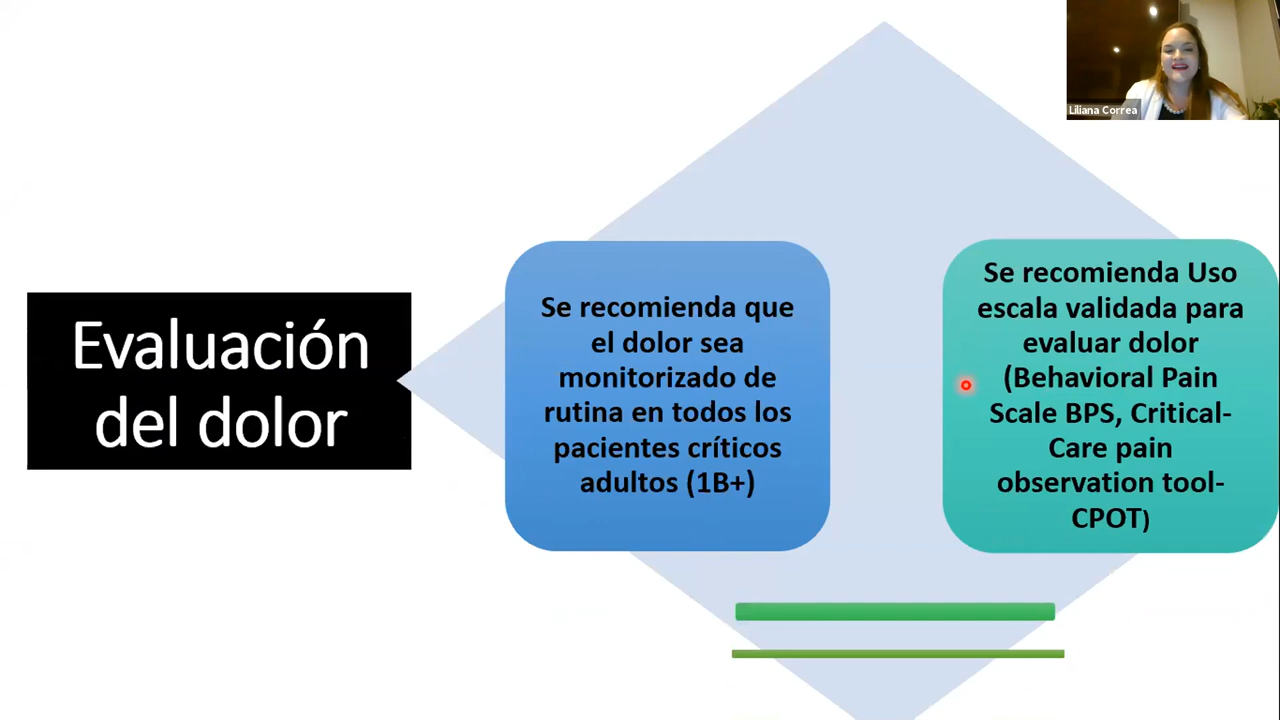 Liliana Correa
Evaluación
del dolor
Se recomienda que
el dolor sea
monitorizado de
rutina en todos los
pacientes críticos
adultos (1B+)
Se recomienda Uso
escala validada para
evaluar dolor
(Behavioral Pain
Scale BPS, Critical-
Care pain
observation tool-
CPOT)